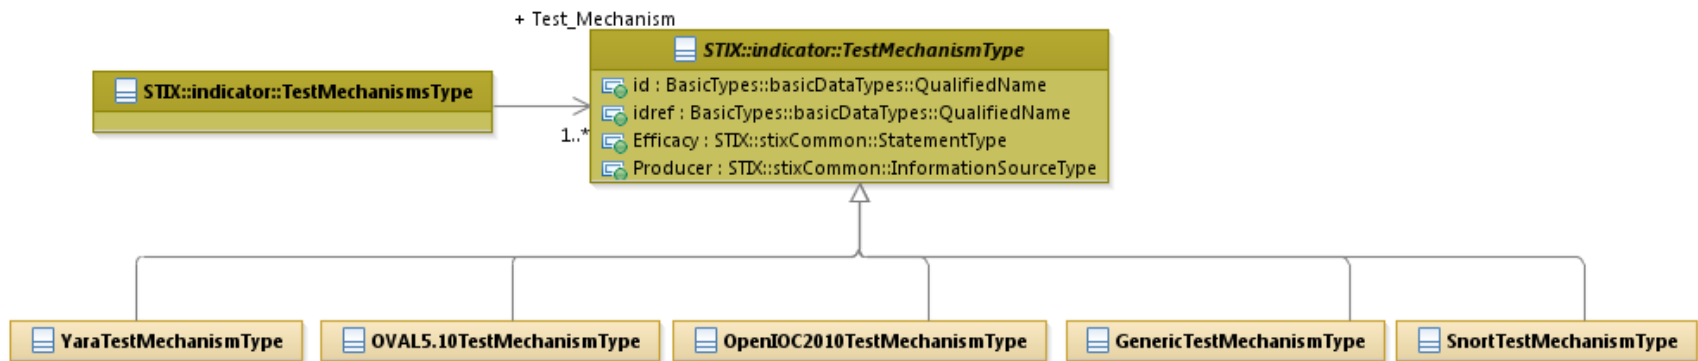 + Test_Mechanism
STIX::indicator::TestMechanismType
STIX::indicator::TestMechanismsType
id : BasicTypes::basicDataTypes::QualifiedName
idref : BasicTypes::basicDataTypes::QualifiedName
1..*
Efficacy : STIX::stixCommon::StatementType
Producer : STIX::stixCommon::InformationSourceType
YaraTestMechanismType
OVAL5.10TestMechanismType
OpenIOC2010TestMechanismType
GenericTestMechanismType
SnortTestMechanismType